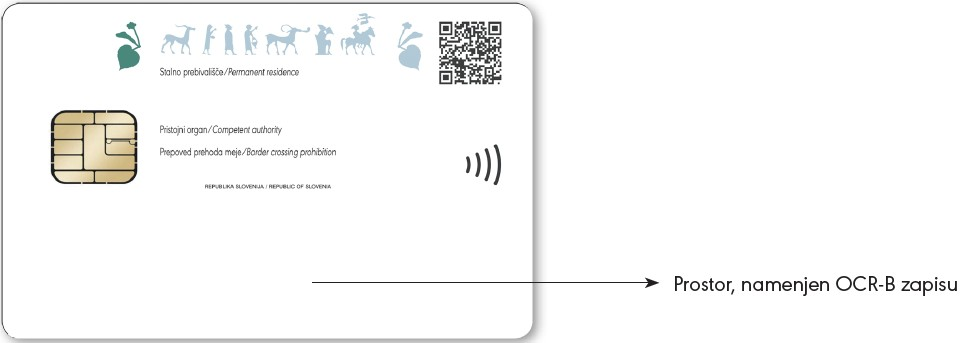 Stalno prebivališče/Permanent residence
Pristojni organ/Competent authority
Prepoved prehoda meje/Border crossing prohibition
REPUBLIKA SLOVENIJA / REPUBLIC OF SLOVENIA
Prostor, namenjen OCR-B zapisu